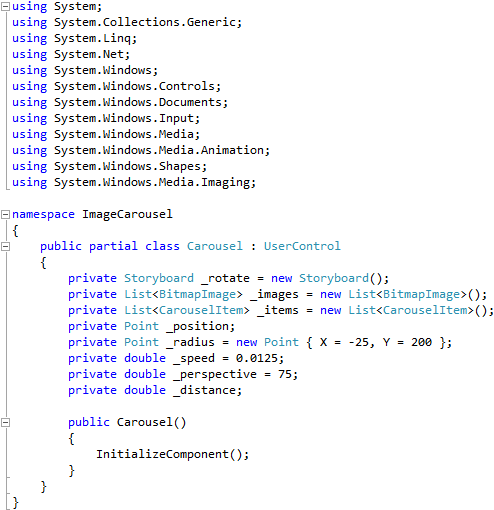 using System;
using System.Collections.Generic;
using System.Linq;
using System.Net;
using System.Windows;
using System.Windows.Controls;
using System.Windows.Documents;
using System.Windows.Input;
using System.Windows.Media;
using System.Windows.Media.Animation;
using System.Windows.Shapes;
using System.Windows.Media.Imaging;

namespace ImageCarousel
{
    public partial class Carousel : UserControl
    {
        private Storyboard _rotate = new Storyboard();
        private List<BitmapImage> _images = new List<BitmapImage>();
        private List<CarouselItem> _items = new List<CarouselItem>();
        private Point _position;
        private Point _radius = new Point { X = -25, Y = 200 };
        private double _speed = 0.0125;
        private double _perspective = 75;
        private double _distance;

        public Carousel()
        {
            InitializeComponent();
        }
    }
}